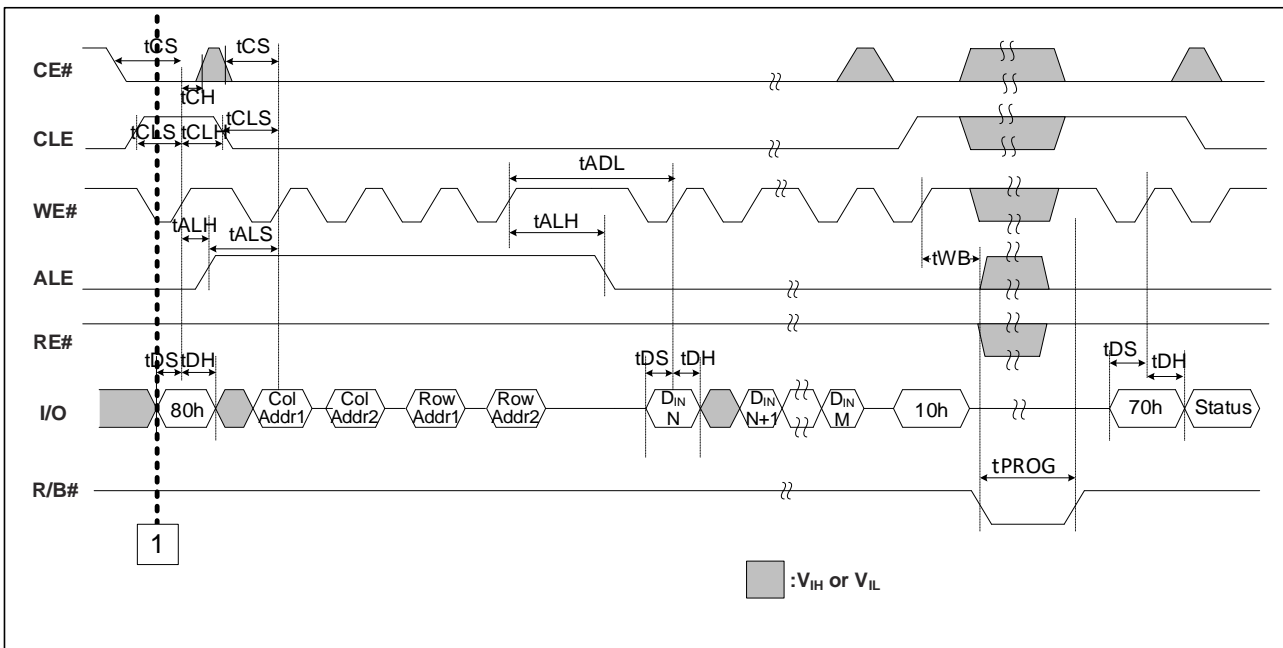 tCS tCS
CE#
tCH
tCLS tCLH tCLS
CLE
tADL
WE#
tALH tALS tALH
ALE
tWB
RE#
tDS tDH tDS tDH tDS tDH
I/O 80h Col Addr1 Col Addr2 Row Addr1 Row Addr2 DIN N DIN N+1 DIN M 10h 70h Status
tPROG
R/B#
1
:VIH or VIL